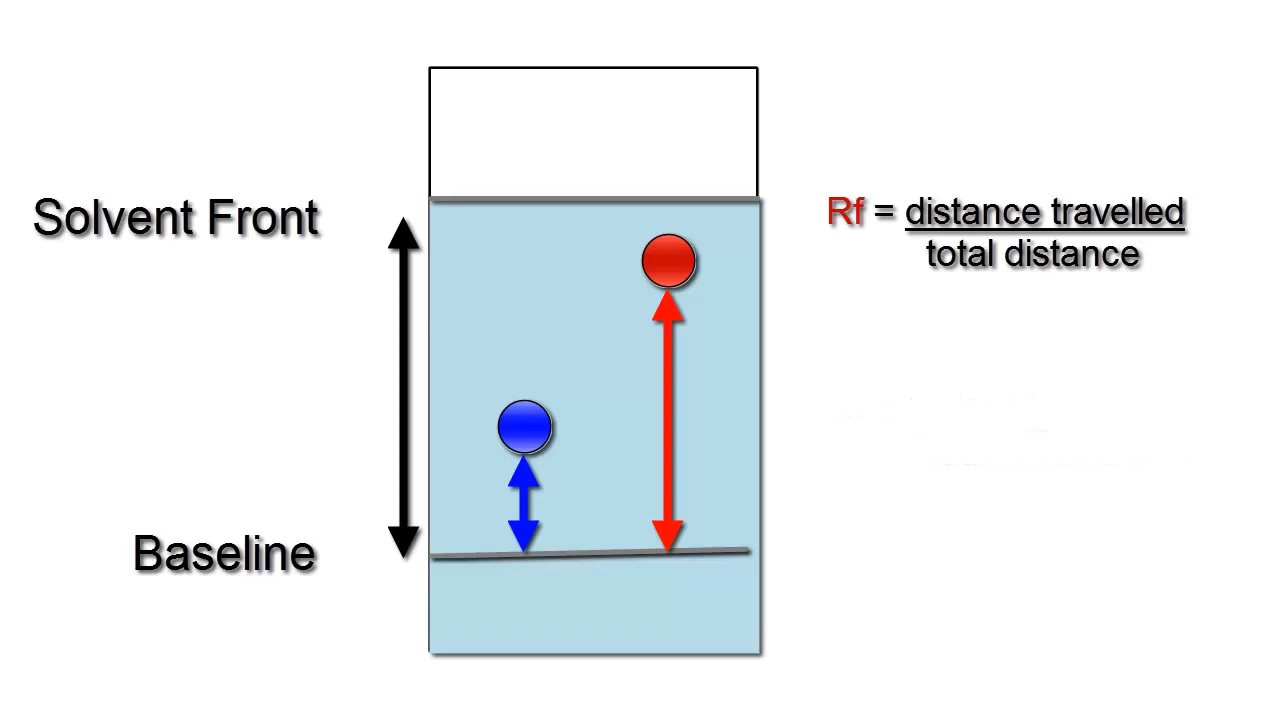 Solvent Front
Rf = distance travelled
total distance
Baseline